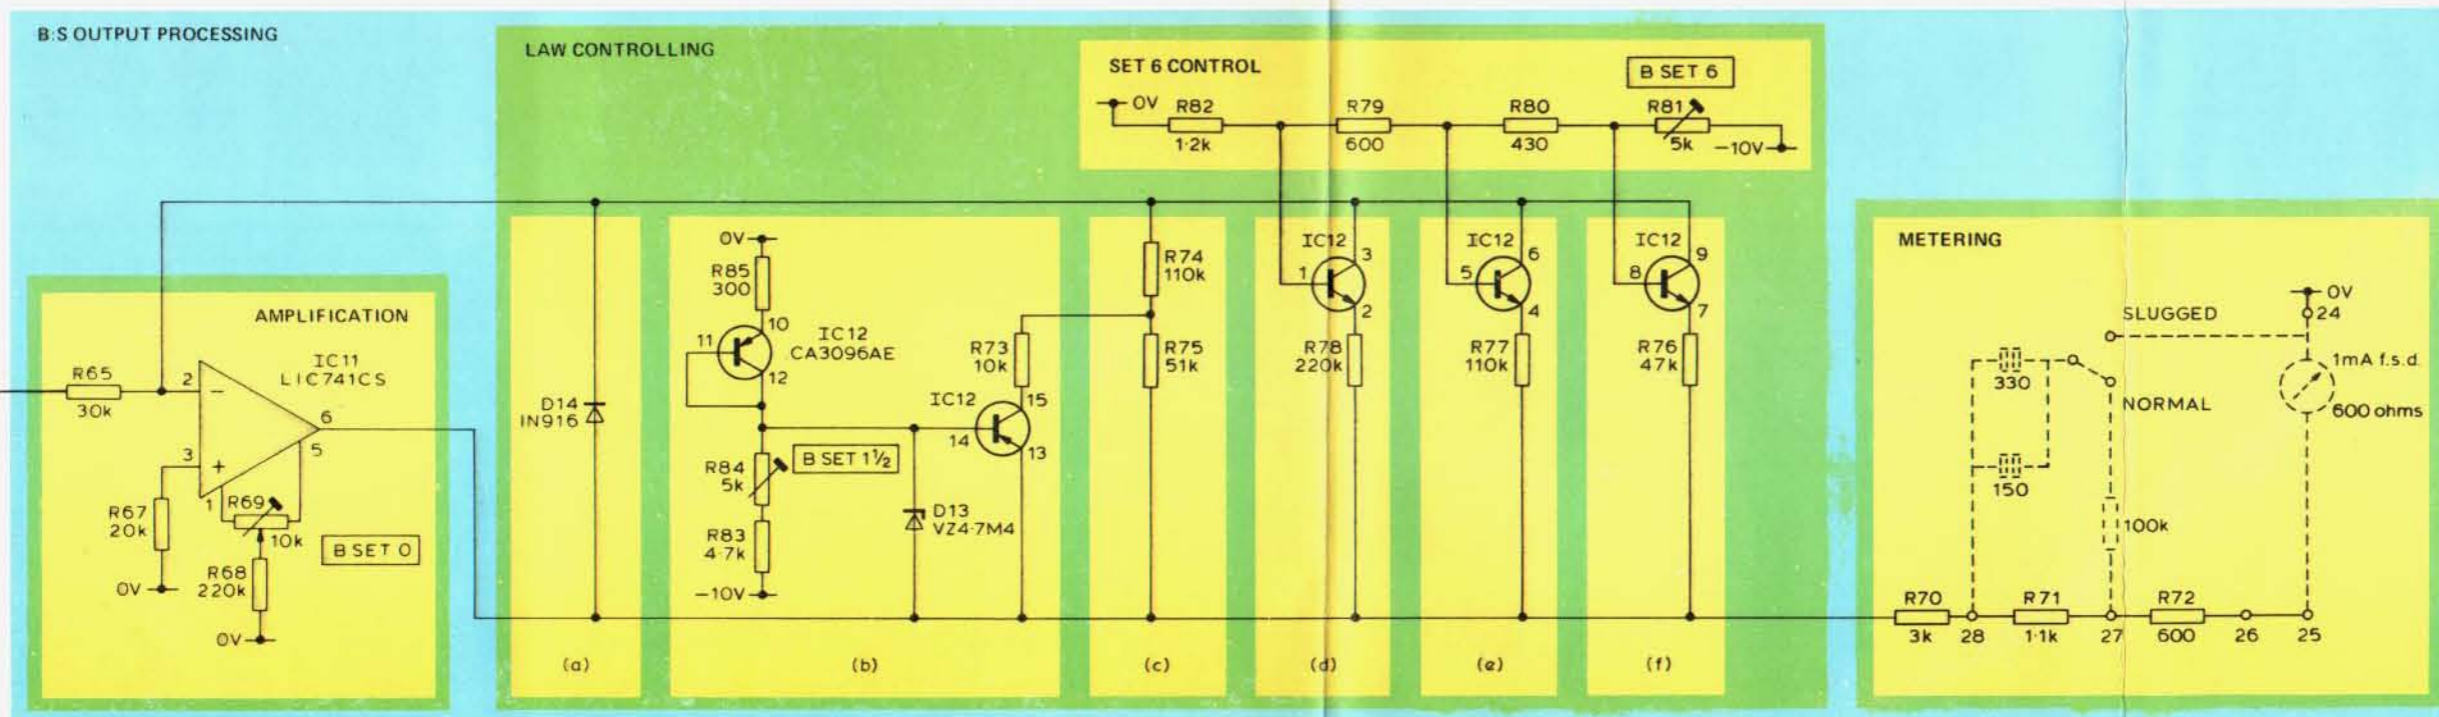 B:S OUTPUT PROCESSING
LAW CONTROLLING
SET 6 CONTROL
B SET 6
0V
R82
1·2k
R79
600
R80
430
R81
5k
-10V
AMPLIFICATION
IC11
LIC741CS
R65
30k
2
-
3
+
6
5
1
R67
20k
0V
R69
10k
B SET 0
R68
220k
0V
D14
IN916
(a)
0V
R85
300
10
11
12
IC12
CA3096AE
R73
10k
IC12
15
14
13
B SET 1½
R84
5k
D13
VZ4·7M4
R83
4·7k
-10V
(b)
R74
110k
R75
51k
(c)
IC12
3
1
2
R78
220k
(d)
IC12
6
5
4
R77
110k
(e)
IC12
9
8
7
R76
47k
(f)
METERING
0V
24
SLUGGED
1mA f.s.d.
600 ohms
330
NORMAL
150
100k
R70
3k
28
R71
1·1k
27
R72
600
26
25